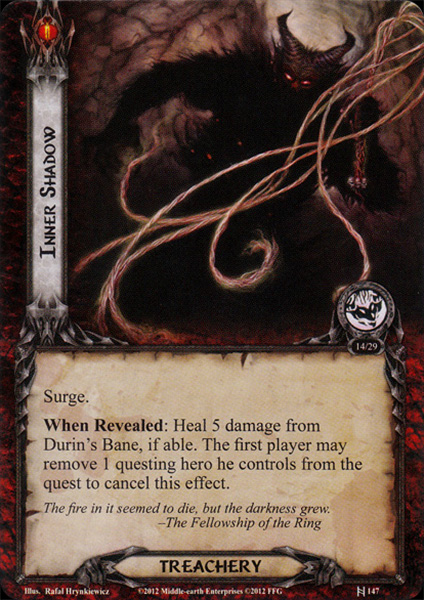 INNER SHADOW
14/29
Surge.
When Revealed: Heal 5 damage from
Durin's Bane, if able. The first player may
remove 1 questing hero he controls from the
quest to cancel this effect.
The fire in it seemed to die, but the darkness grew.
–The Fellowship of the Ring
TREACHERY
Illus. Rafal Hrynkiewicz ©2012 Middle-earth Enterprises ©2012 FFG 147